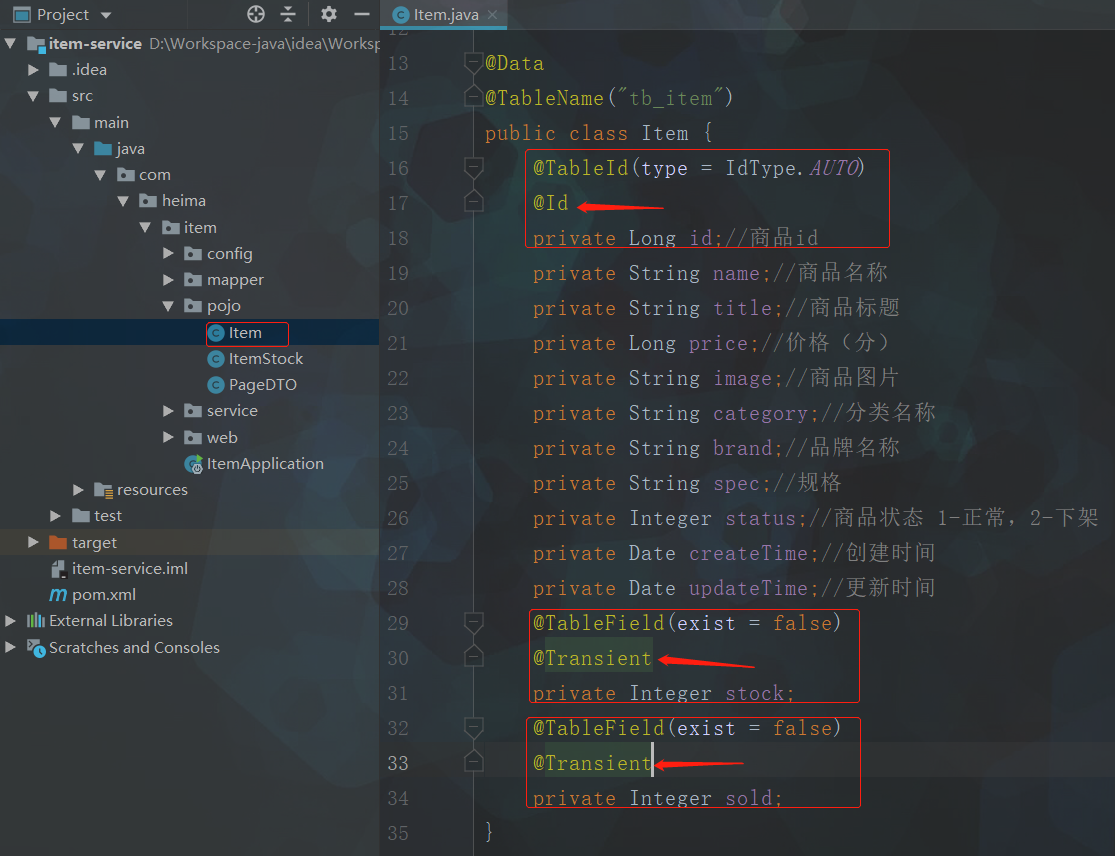 Project
item-service D:\Workspace-java\idea\Worksp
.idea
src
main
java
com
heima
item
config
mapper
pojo
Item
ItemStock
PageDTO
service
web
ItemApplication
resources
test
target
item-service.iml
pom.xml
External Libraries
Scratches and Consoles
Item.java
12
13 @Data
14 @TableName("tb_item")
15 public class Item {
16 @TableId(type = IdType.AUTO)
17 @Id
18 private Long id;//商品id
19 private String name;//商品名称
20 private String title;//商品标题
21 private Long price;//价格（分）
22 private String image;//商品图片
23 private String category;//分类名称
24 private String brand;//品牌名称
25 private String spec;//规格
26 private Integer status;//商品状态 1-正常，2-下架
27 private Date createTime;//创建时间
28 private Date updateTime;//更新时间
29 @TableField(exist = false)
30 @Transient
31 private Integer stock;
32 @TableField(exist = false)
33 @Transient
34 private Integer sold;
35 }